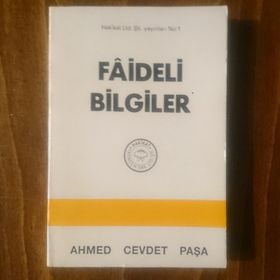 Hakîkat Ltd. Şti. yayınları No: 1
FÂİDELİ
BİLGİLER
AHMED CEVDET PAŞA